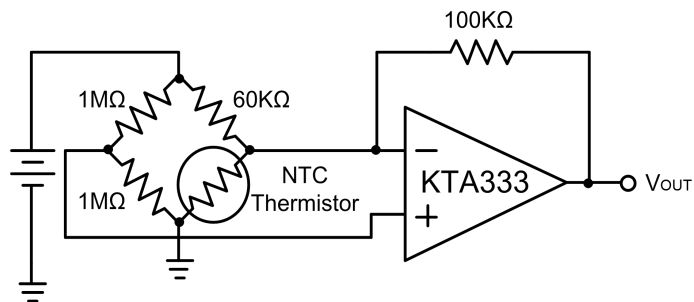 100KΩ
1MΩ
60KΩ
1MΩ
NTC
Thermistor
−
KTA333
+
VOUT